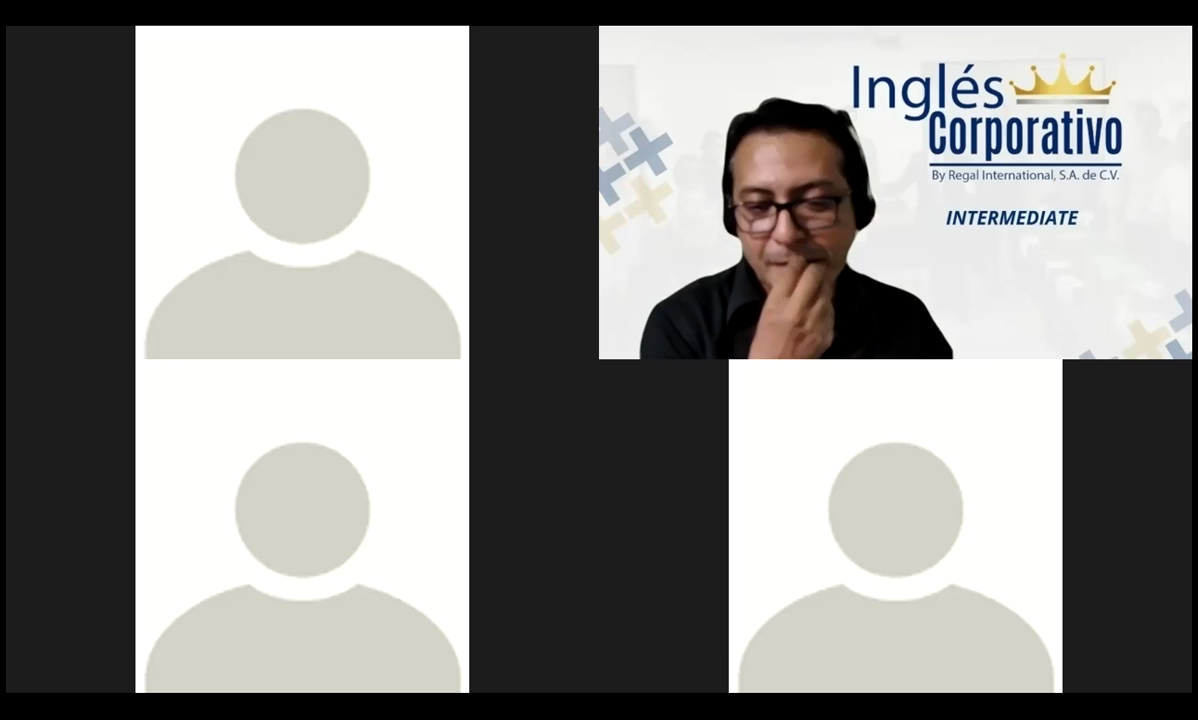 Inglés
Corporativo
By Regal International, S.A. de C.V.
INTERMEDIATE